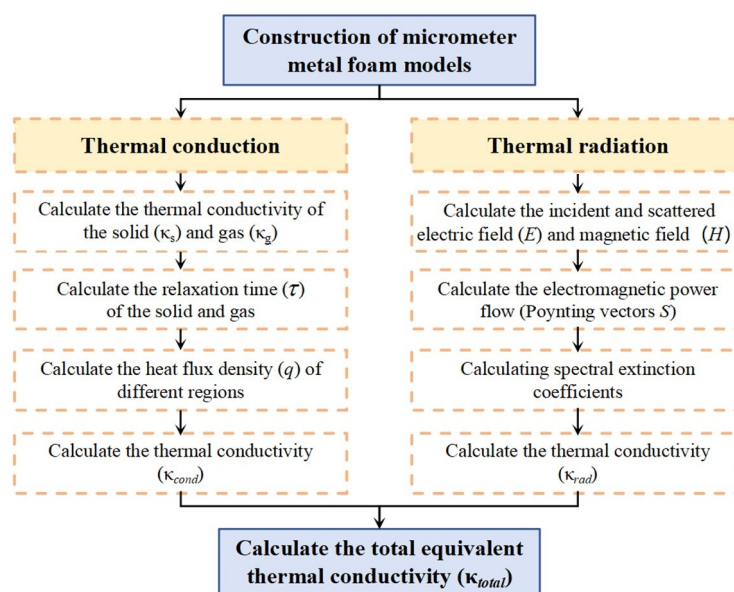 Construction of micrometer
metal foam models
Thermal conduction
Calculate the thermal conductivity of
the solid (κs) and gas (κg)
Calculate the relaxation time (τ)
of the solid and gas
Calculate the heat flux density (q) of
different regions
Calculate the thermal conductivity
(κcond)
Thermal radiation
Calculate the incident and scattered
electric field (E) and magnetic field (H)
Calculate the electromagnetic power
flow (Poynting vectors S)
Calculating spectral extinction
coefficients
Calculate the thermal conductivity
(κrad)
Calculate the total equivalent
thermal conductivity (κtotal)